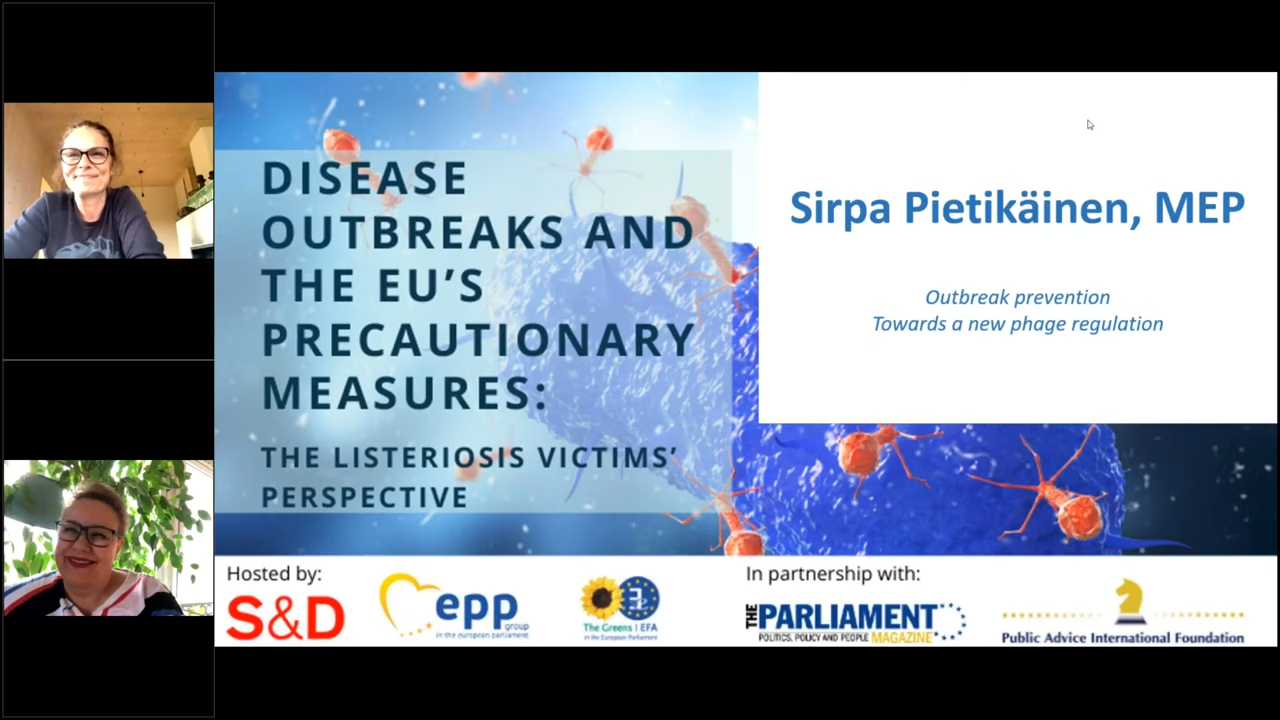 DISEASE
OUTBREAKS AND
THE EU'S
PRECAUTIONARY
MEASURES:
THE LISTERIOSIS VICTIMS'
PERSPECTIVE
Sirpa Pietikäinen, MEP
Outbreak prevention
Towards a new phage regulation
Hosted by:
S&D
epp
group
in the european parliament
The Greens | EFA
in the European Parliament
In partnership with:
THE PARLIAMENT
POLITICS, POLICY AND PEOPLE MAGAZINE
Public Advice International Foundation